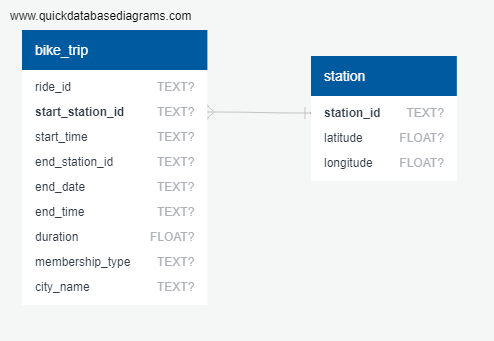 www.quickdatabasediagrams.com
bike_trip
ride_id TEXT?
start_station_id TEXT?
start_time TEXT?
end_station_id TEXT?
end_date TEXT?
end_time TEXT?
duration FLOAT?
membership_type TEXT?
city_name TEXT?
station
station_id TEXT?
latitude FLOAT?
longitude FLOAT?